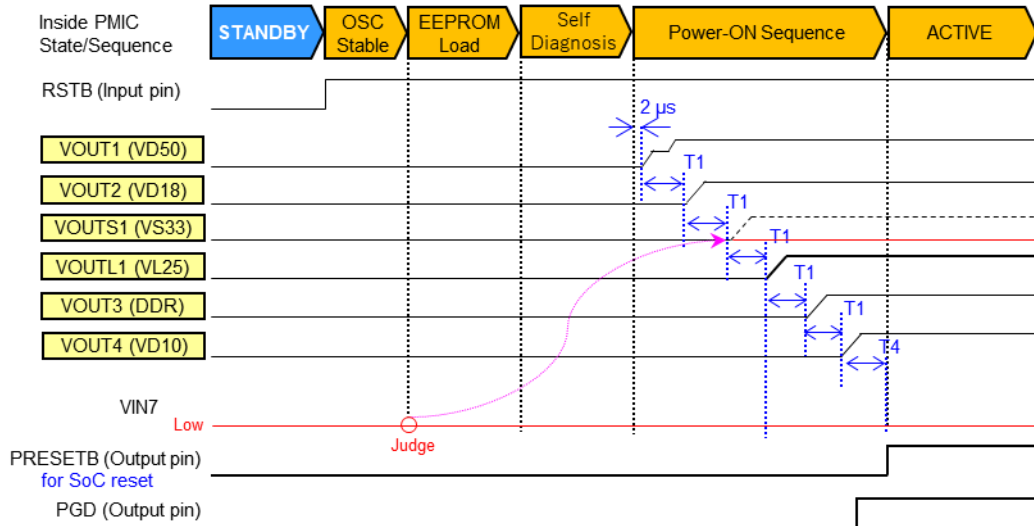 Inside PMIC
State/Sequence
STANDBY
OSC
Stable
EEPROM
Load
Self
Diagnosis
Power-ON Sequence
ACTIVE
RSTB (Input pin)
2 µs
VOUT1 (VD50)
T1
VOUT2 (VD18)
T1
VOUTS1 (VS33)
T1
VOUTL1 (VL25)
T1
VOUT3 (DDR)
T1
VOUT4 (VD10)
T4
VIN7
Low
Judge
PRESETB (Output pin)
for SoC reset
PGD (Output pin)